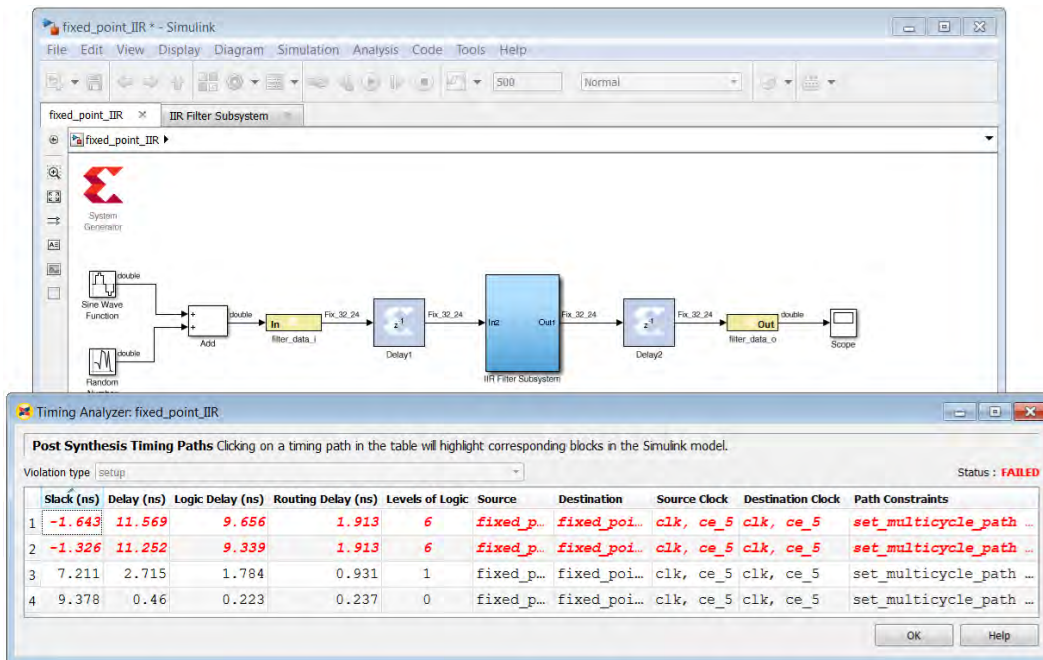 fixed_point_IIR * - Simulink
File Edit View Display Diagram Simulation Analysis Code Tools Help
500 Normal
fixed_point_IIR × IIR Filter Subsystem ×
fixed_point_IIR
System
Generator
double
Sine Wave
Function
double
Random
+
+
Add
double
In
filter_data_i
Fix_32_24
z-1
Delay1
Fix_32_24
In2 Out1
IIR Filter Subsystem
Fix_32_24
z-1
Delay2
Fix_32_24
Out
filter_data_o
double
Scope
Timing Analyzer: fixed_point_IIR
Post Synthesis Timing Paths Clicking on a timing path in the table will highlight corresponding blocks in the Simulink model.
Violation type setup Status : FAILED
Slack (ns) Delay (ns) Logic Delay (ns) Routing Delay (ns) Levels of Logic Source Destination Source Clock Destination Clock Path Constraints
1 -1.643 11.569 9.656 1.913 6 fixed_p... fixed_poi... clk, ce_5 clk, ce_5 set_multicycle_path ...
2 -1.326 11.252 9.339 1.913 6 fixed_p... fixed_poi... clk, ce_5 clk, ce_5 set_multicycle_path ...
3 7.211 2.715 1.784 0.931 1 fixed_p... fixed_poi... clk, ce_5 clk, ce_5 set_multicycle_path ...
4 9.378 0.46 0.223 0.237 0 fixed_p... fixed_poi... clk, ce_5 clk, ce_5 set_multicycle_path ...
OK Help